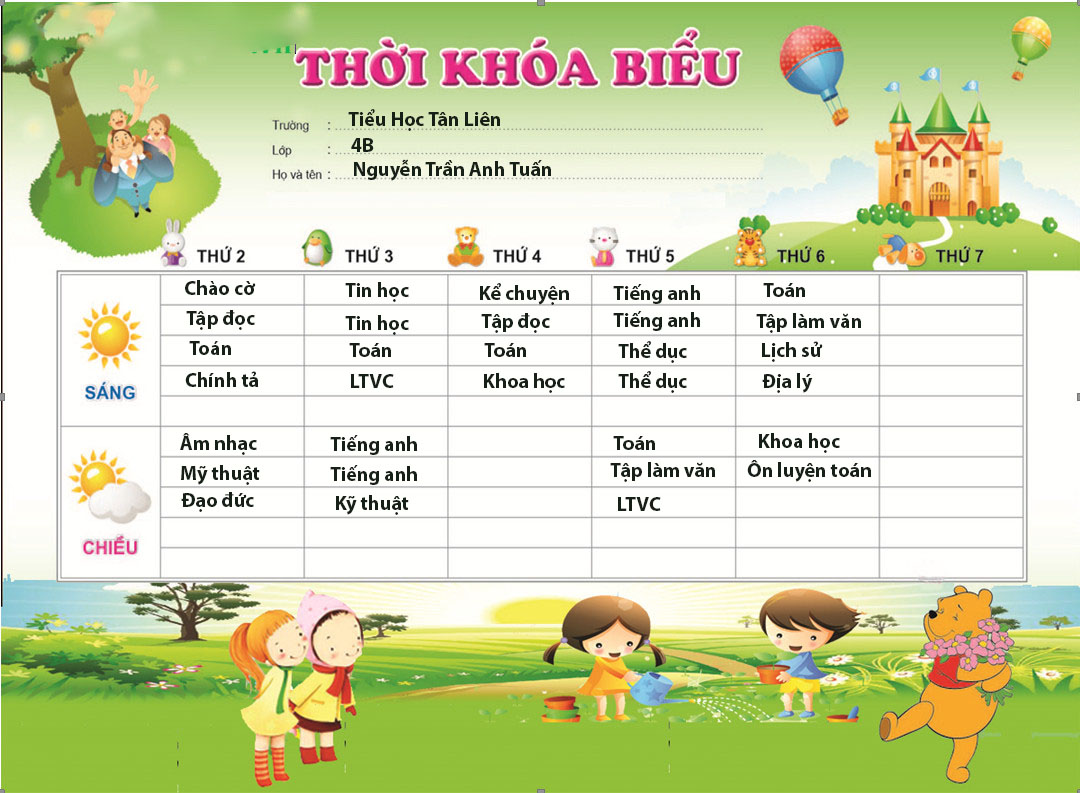 THỜI KHÓA BIỂU
Trường : Tiểu Học Tân Liên
Lớp : 4B
Họ và tên : Nguyễn Trần Anh Tuấn
THỨ 2 THỨ 3 THỨ 4 THỨ 5 THỨ 6 THỨ 7
Chào cờ Tin học Kể chuyện Tiếng anh Toán
Tập đọc Tin học Tập đọc Tiếng anh Tập làm văn
Toán Toán Toán Thể dục Lịch sử
SÁNG Chính tả LTVC Khoa học Thể dục Địa lý
Âm nhạc Tiếng anh Toán Khoa học
Mỹ thuật Tiếng anh Tập làm văn Ôn luyện toán
Đạo đức Kỹ thuật LTVC
CHIỀU